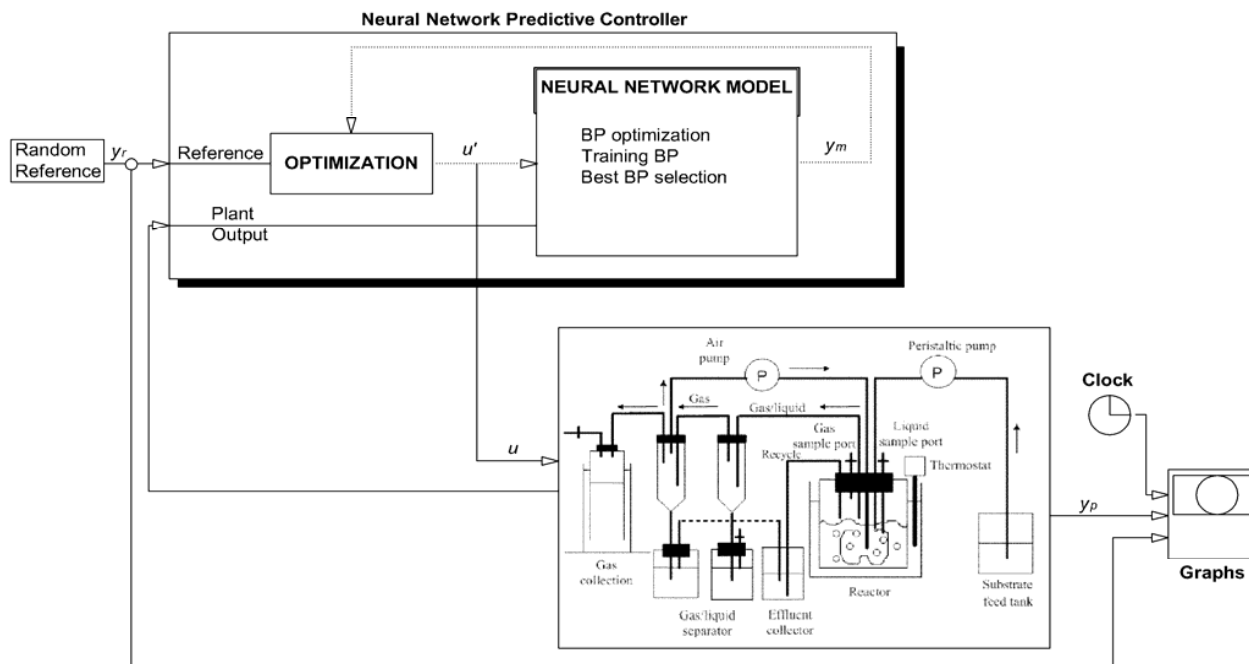 Neural Network Predictive Controller
NEURAL NETWORK MODEL
BP optimization
Training BP
Best BP selection
Random
Reference
yr
Reference
OPTIMIZATION
u'
ym
Plant
Output
Air
pump
P
Peristaltic pump
P
Clock
Gas
Gas/liquid
Gas
sample port
Liquid
sample port
Recycle
Thermostat
u
yp
Gas
collection
Gas/liquid
separator
Effluent
collector
Reactor
Substrate
feed tank
Graphs